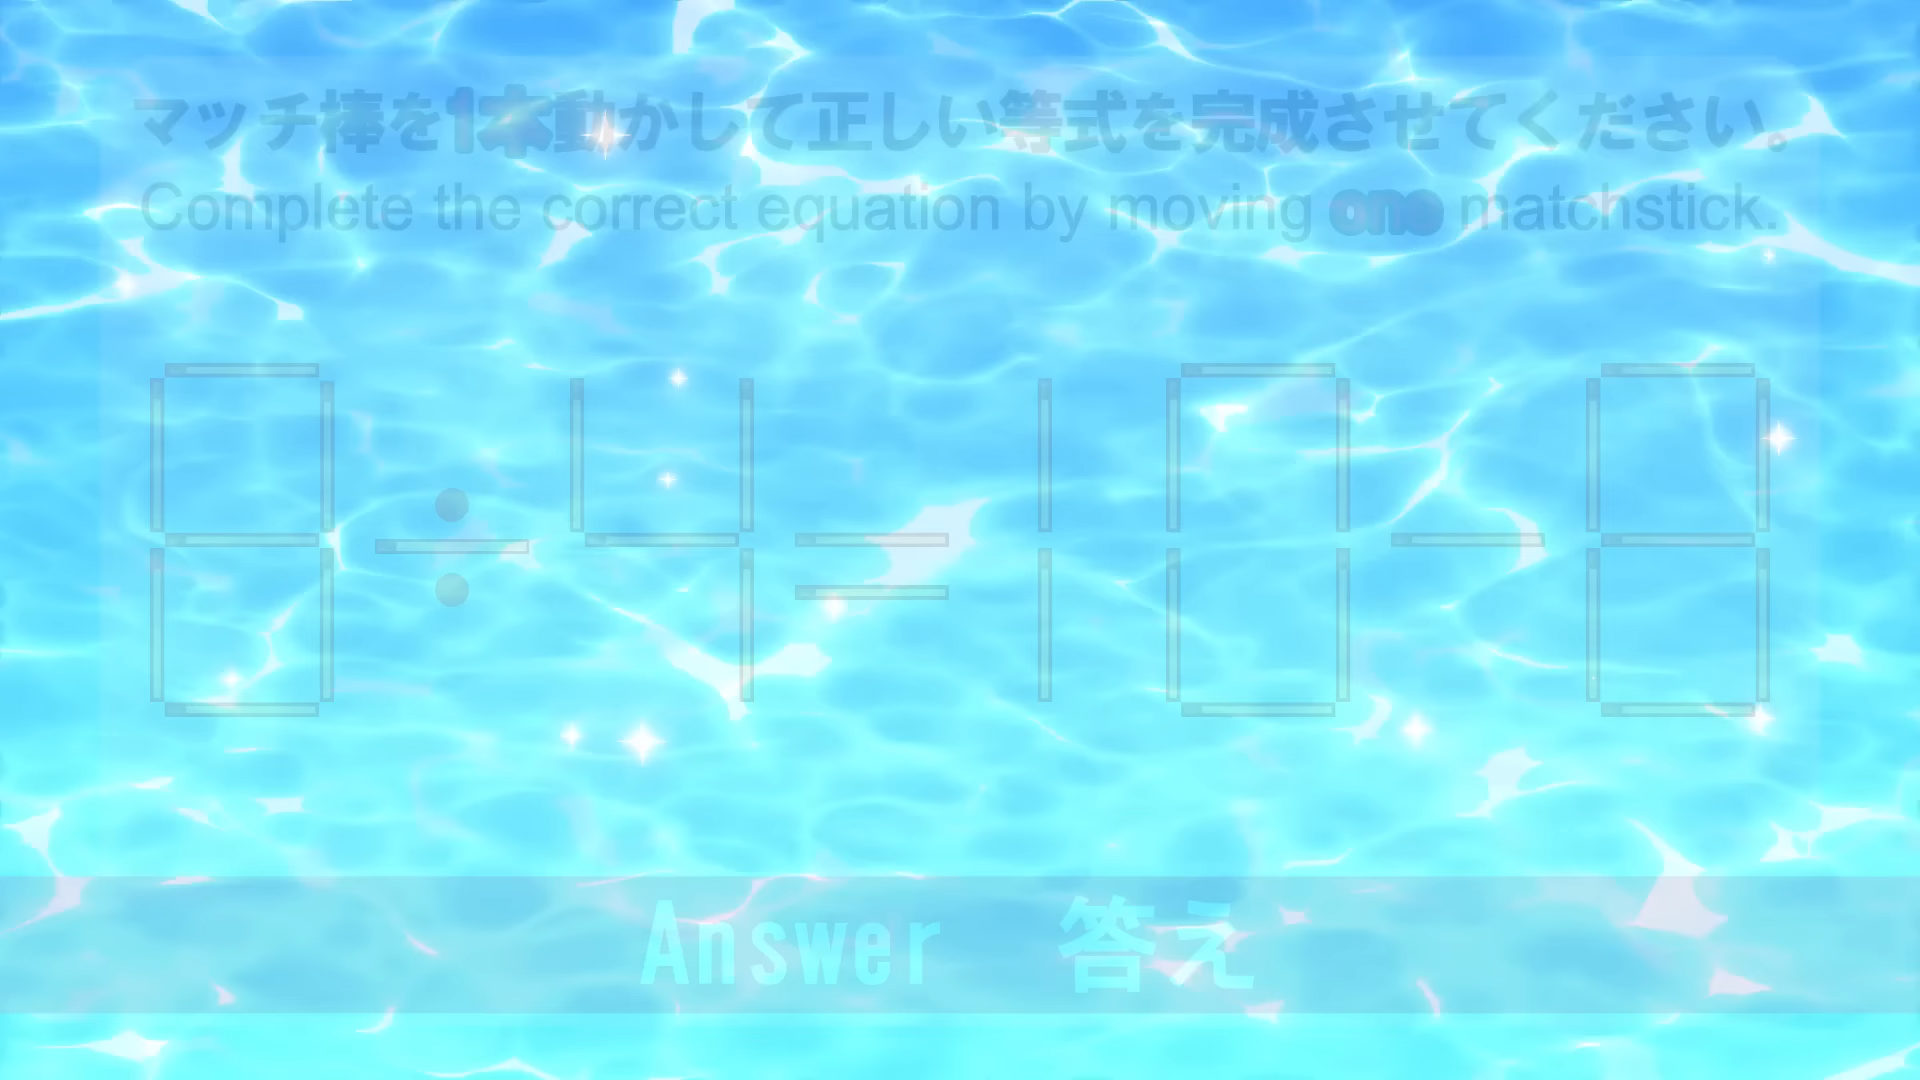 マッチ棒を1本動かして正しい等式を完成させてください。
Complete the correct equation by moving one matchstick.
8÷4=10-8
Answer 答え